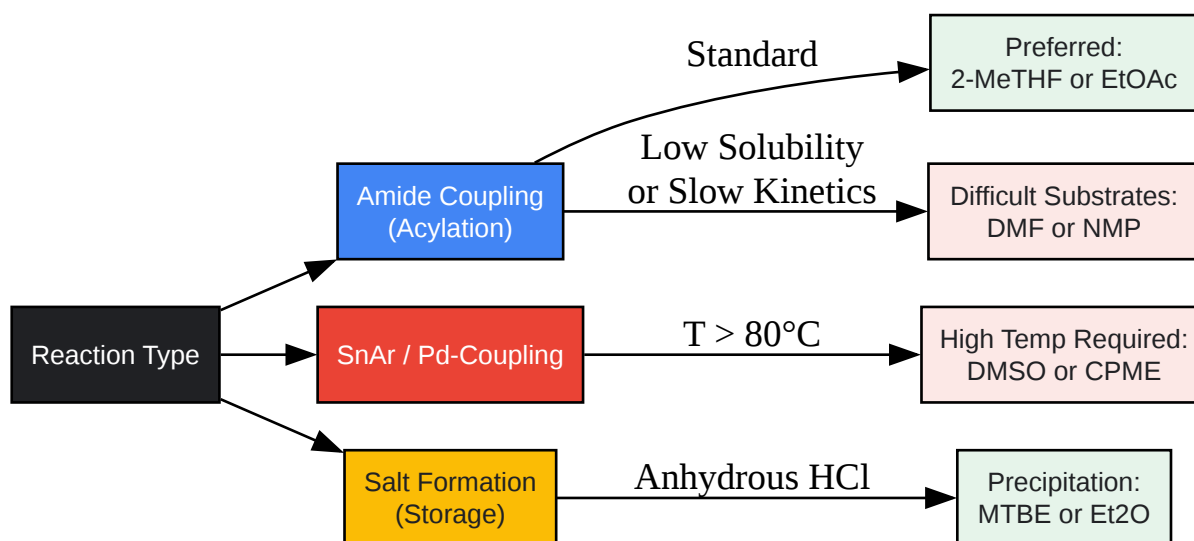 Standard
Preferred:
2-MeTHF or EtOAc
Amide Coupling
(Acylation)
Low Solubility
or Slow Kinetics
Difficult Substrates:
DMF or NMP
Reaction Type
SnAr / Pd-Coupling
T > 80°C
High Temp Required:
DMSO or CPME
Salt Formation
(Storage)
Anhydrous HCl
Precipitation:
MTBE or Et2O